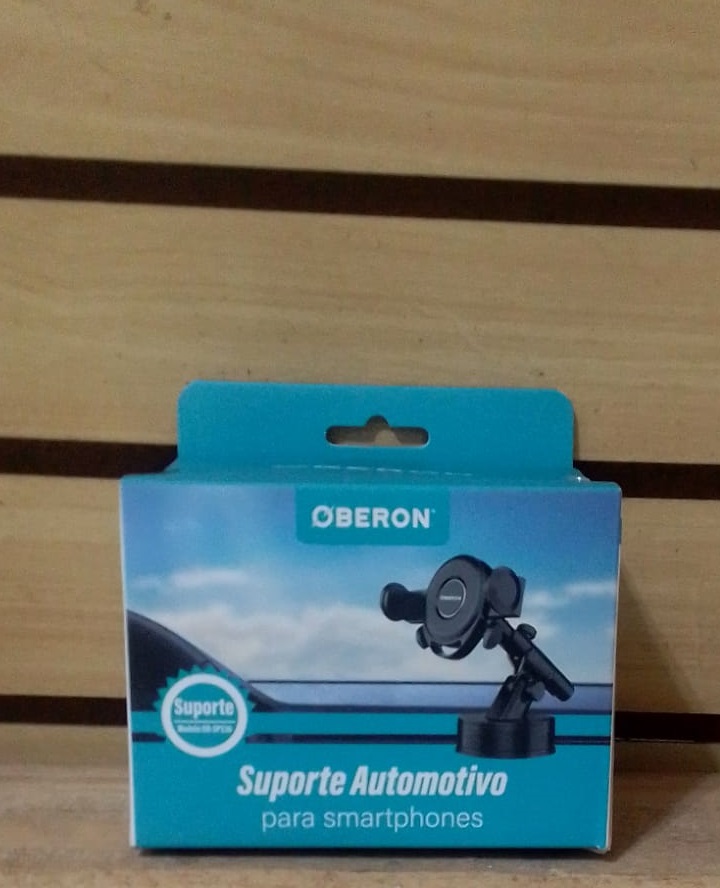 ØBERON
Suporte
Suporte Automotivo
para smartphones